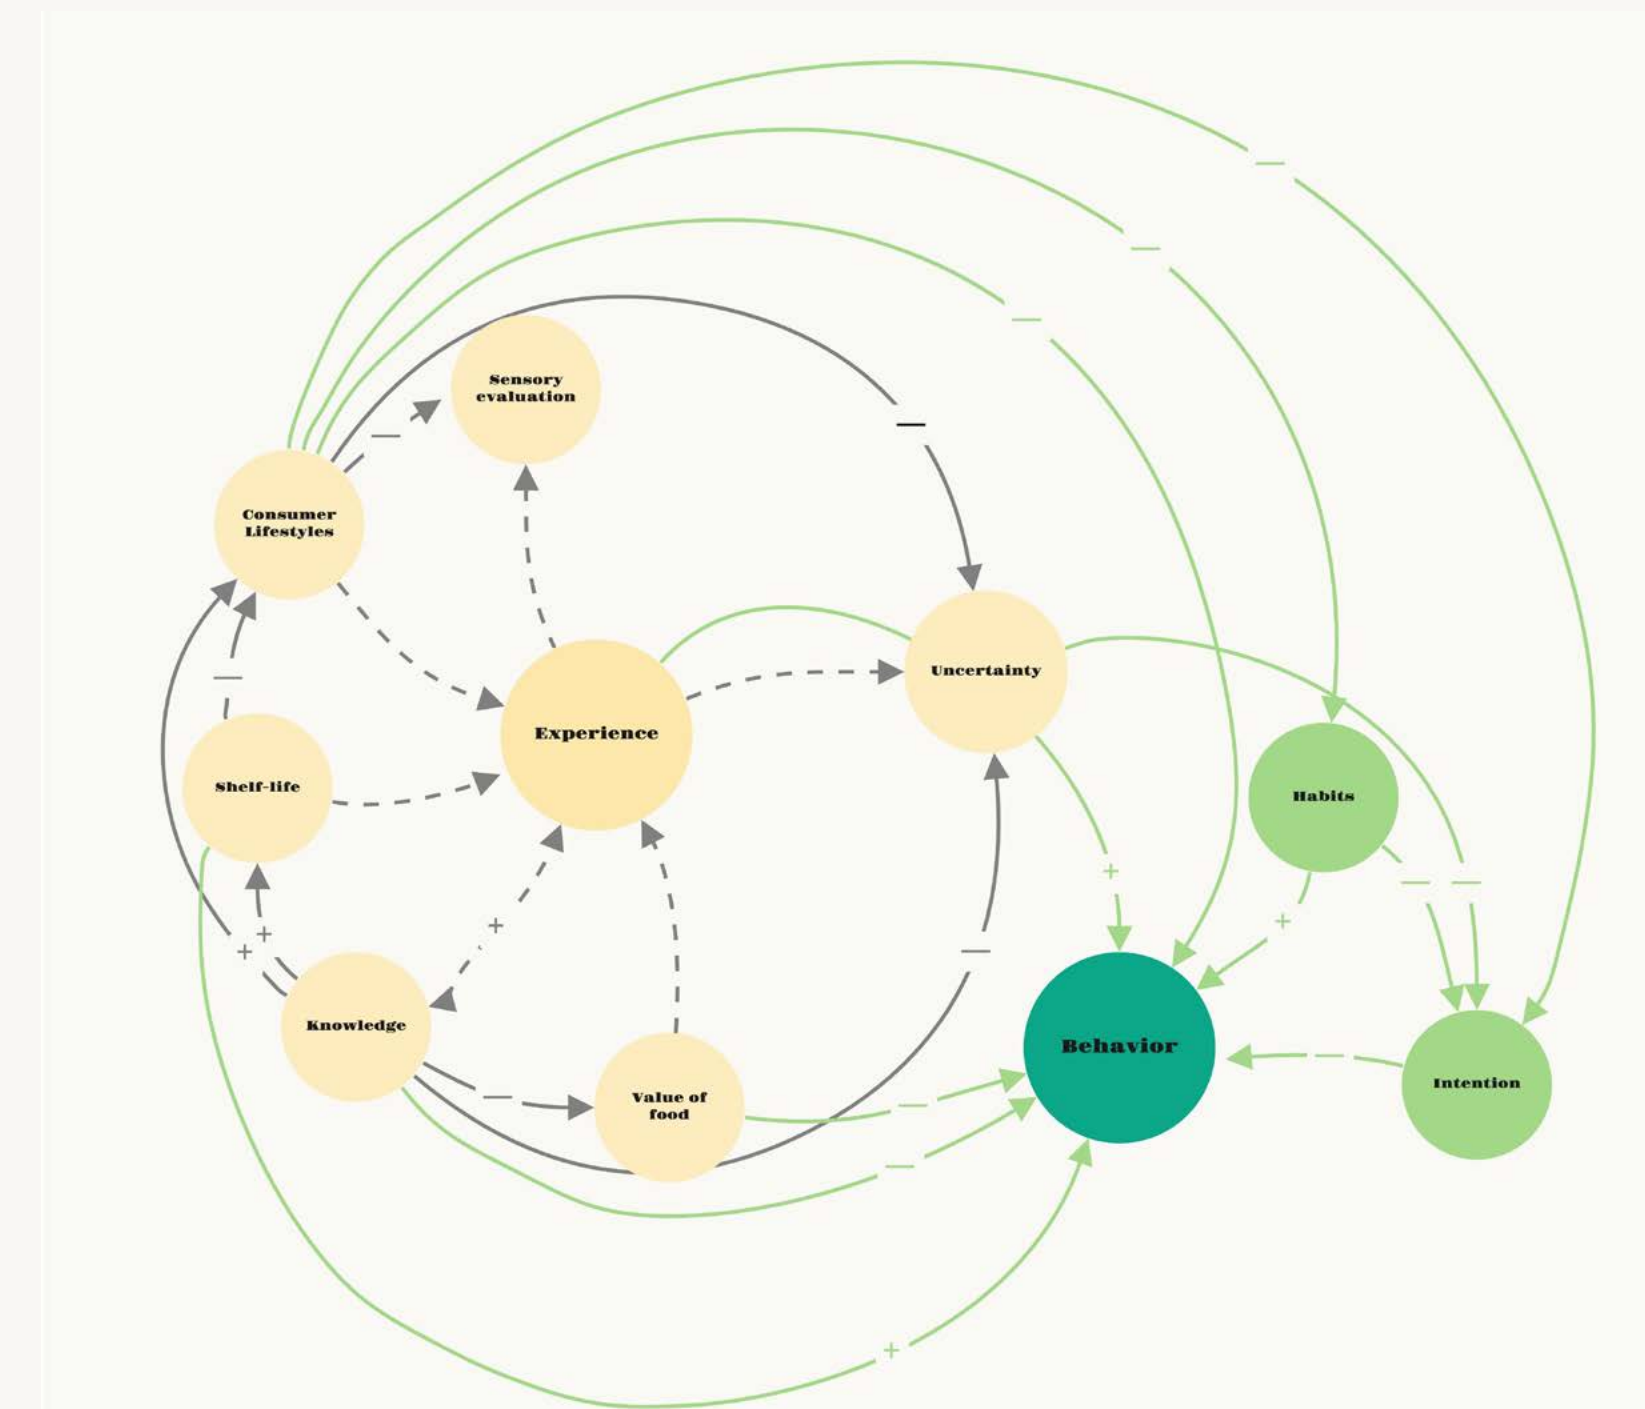 Sensory
evaluation
Consumer
Lifestyles
Uncertainty
Experience
Shelf-life
Habits
Knowledge
Behavior
Intention
Value of
food
—
—
—
—
—
—
+
—
—
+
+
+
+
—
—
—
—
—
—
+